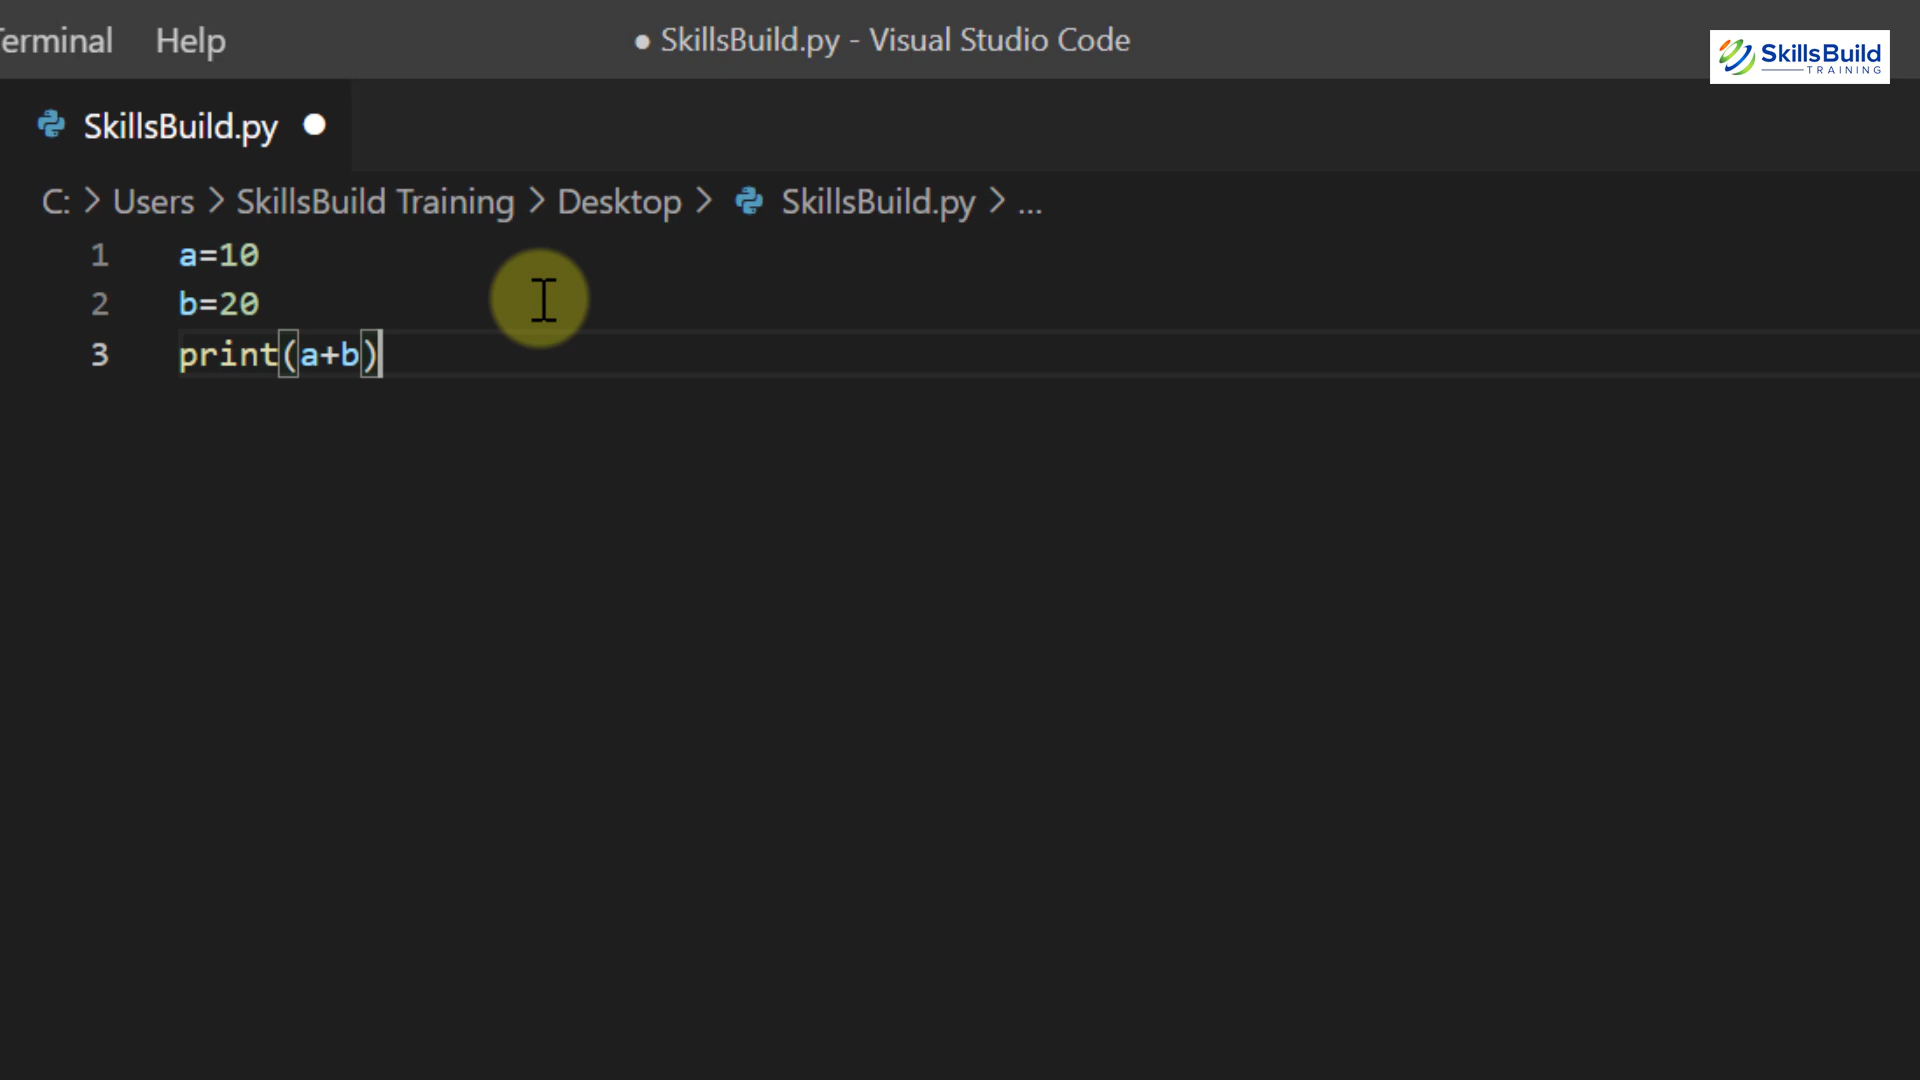 Terminal Help ● SkillsBuild.py - Visual Studio Code
SkillsBuild
TRAINING
SkillsBuild.py ●
C: > Users > SkillsBuild Training > Desktop > SkillsBuild.py > ...
1 a=10
2 b=20
3 print(a+b)